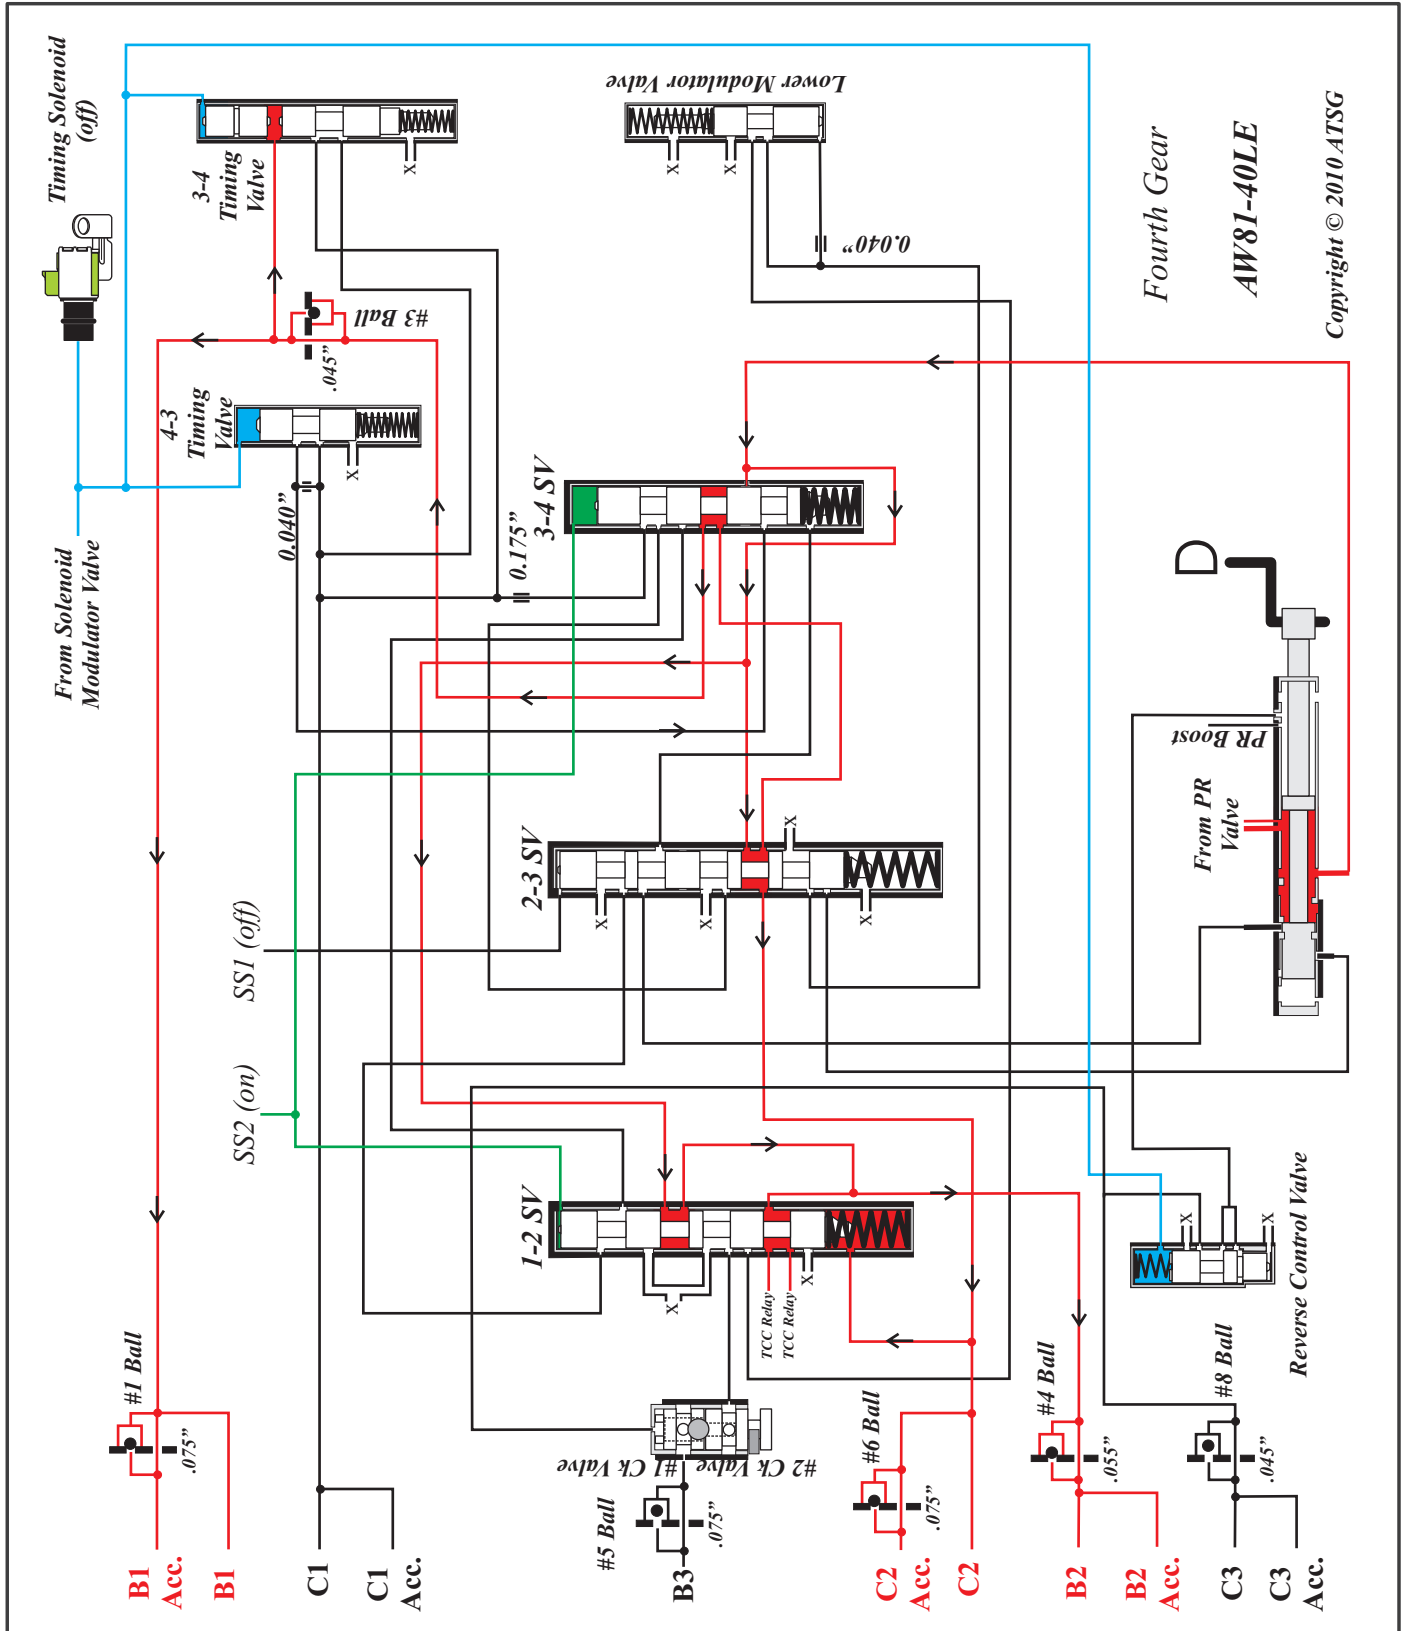 Timing Solenoid
(off)
From Solenoid
Modulator Valve
3-4
Timing
Valve
Lower Modulator Valve
4-3
Timing
Valve
#3 Ball
.045”
0.040”
0.040”
Fourth Gear
AW81-40LE
Copyright © 2010 ATSG
3-4 SV
0.175”
2-3 SV
SS1 (off)
SS2 (on)
1-2 SV
D
PR Boost
From PR
Valve
TCC Relay
TCC Relay
Reverse Control Valve
X
X
X
X
X
X
X
X
X
X
X
X
X
#1 Ball
.075”
#1 Ck Valve
#2 Ck Valve
#5 Ball
.075”
#6 Ball
.075”
#4 Ball
.055”
#8 Ball
.045”
B1
Acc.
B1
C1
C1
Acc.
B3
C2
Acc.
C2
B2
B2
Acc.
C3
C3
Acc.